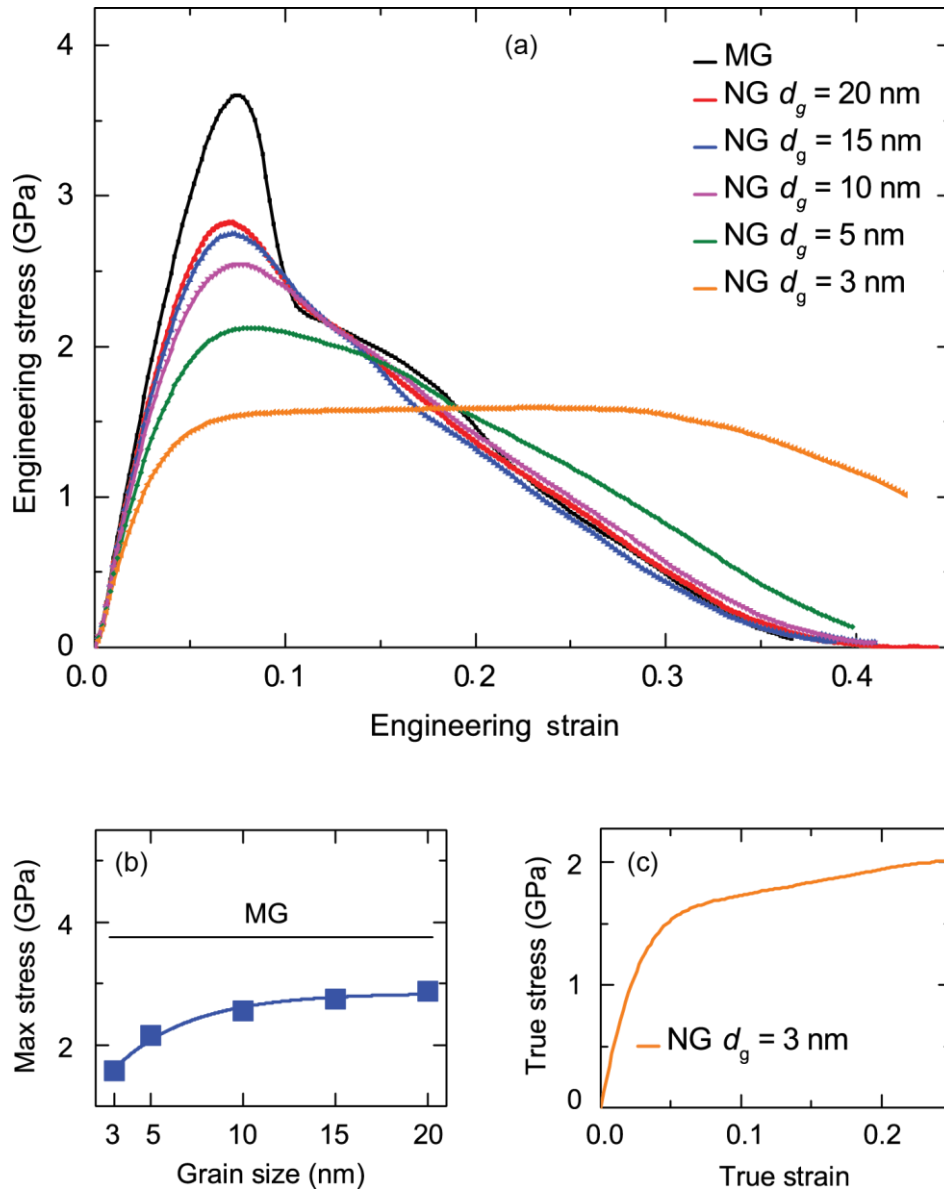 (a)
MG
NG dg = 20 nm
NG dg = 15 nm
NG dg = 10 nm
NG dg = 5 nm
NG dg = 3 nm
4
3
2
1
0
Engineering stress (GPa)
0.0 0.1 0.2 0.3 0.4
Engineering strain
(b)
MG
4
2
Max stress (GPa)
3 5 10 15 20
Grain size (nm)
(c)
2
1
0
True stress (GPa)
NG dg = 3 nm
0.0 0.1 0.2
True strain